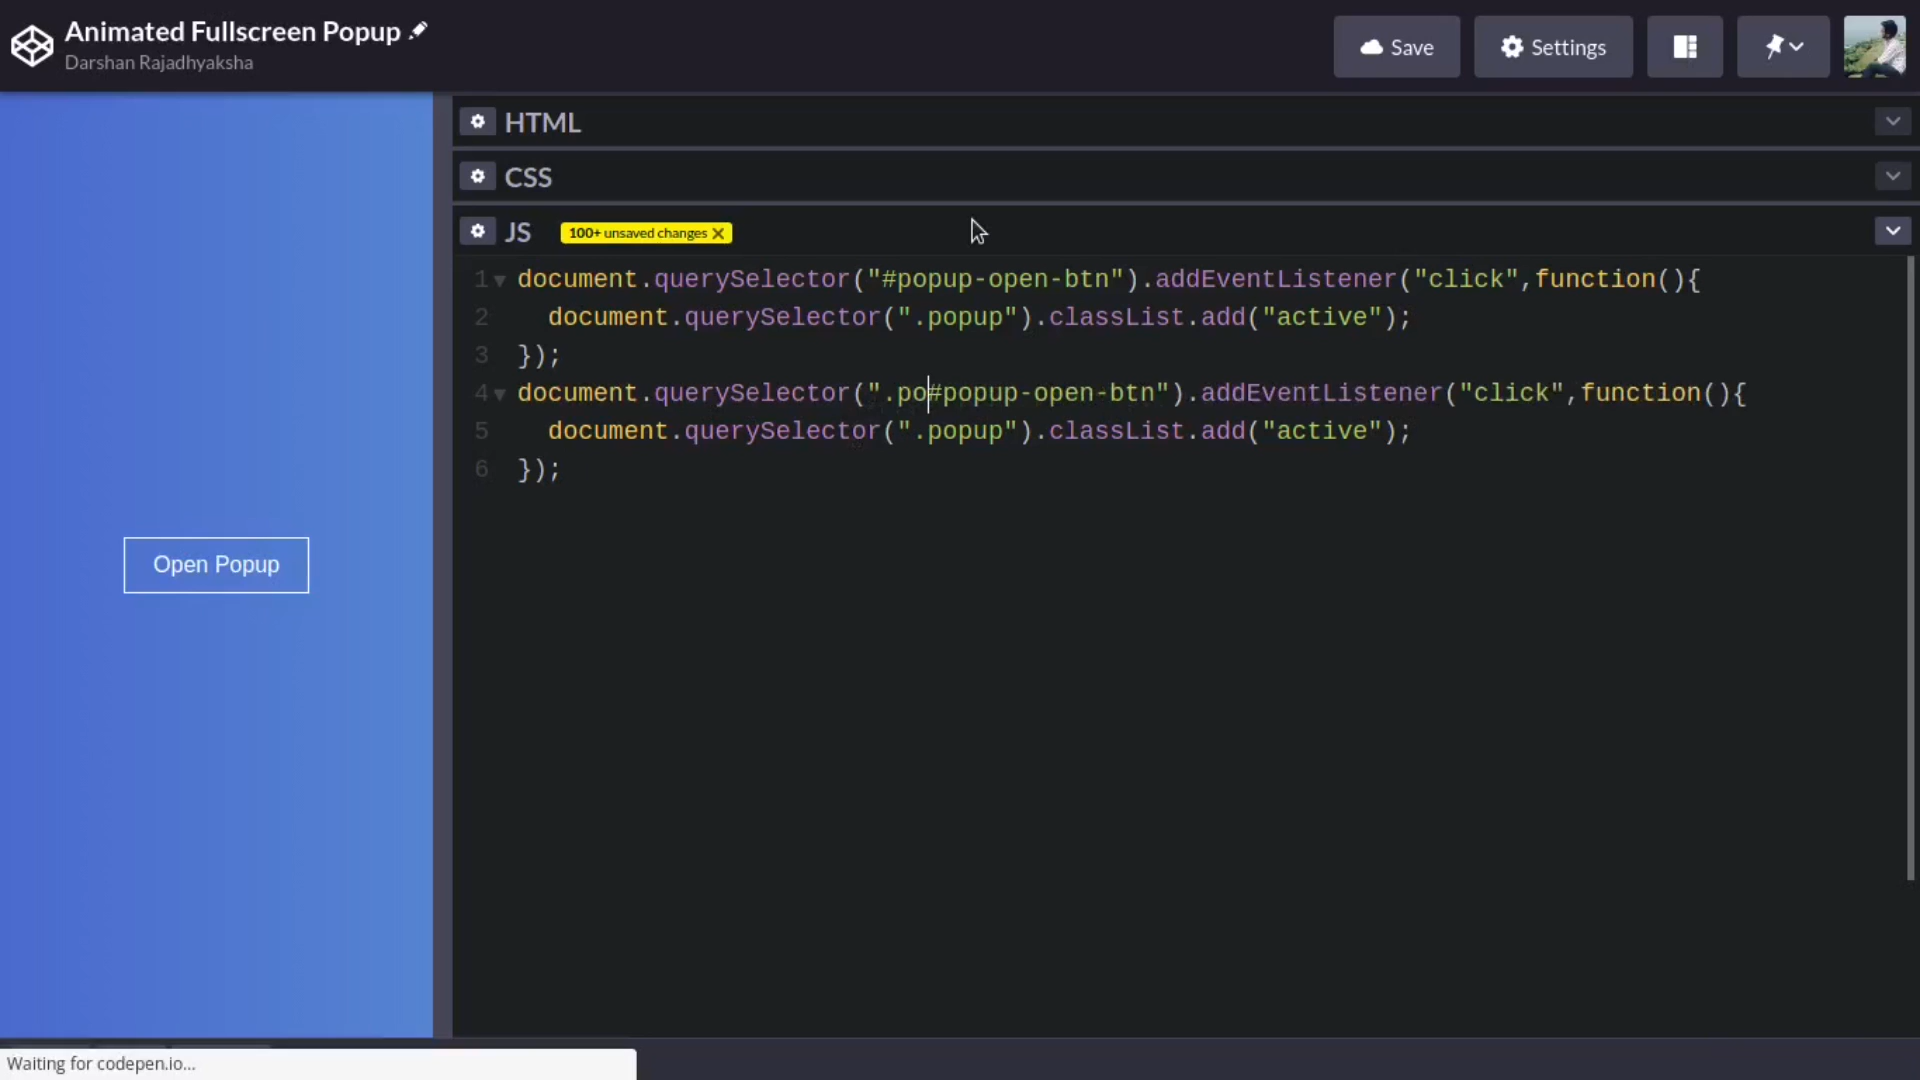 Animated Fullscreen Popup
Darshan Rajadhyaksha
Save
Settings
HTML
CSS
JS
100+ unsaved changes
1 document.querySelector("#popup-open-btn").addEventListener("click",function(){
2 document.querySelector(".popup").classList.add("active");
3 });
4 document.querySelector(".po#popup-open-btn").addEventListener("click",function(){
5 document.querySelector(".popup").classList.add("active");
6 });
Open Popup
Waiting for codepen.io...